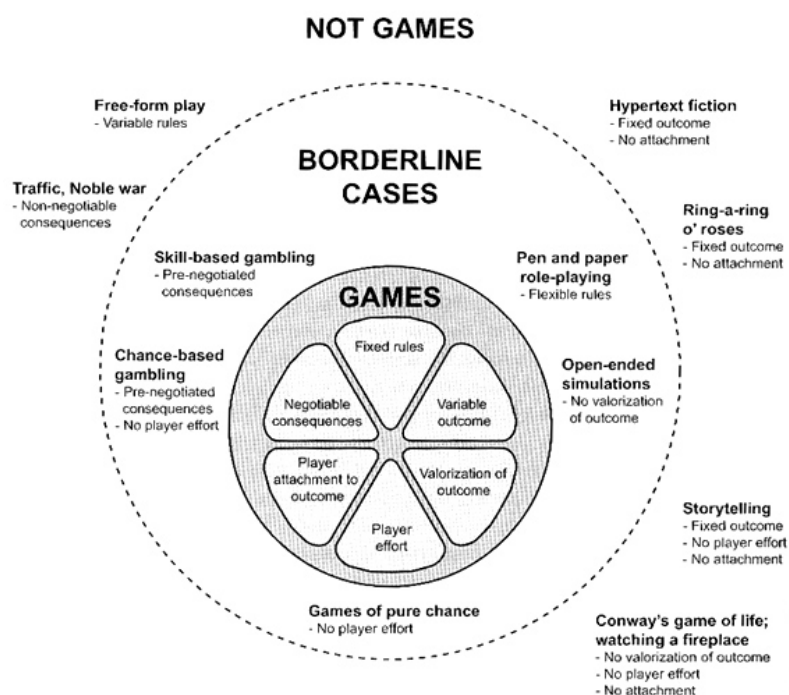 NOT GAMES
Free-form play
- Variable rules
Hypertext fiction
- Fixed outcome
- No attachment
BORDERLINE
CASES
Traffic, Noble war
- Non-negotiable
consequences
Ring-a-ring
o' roses
- Fixed outcome
- No attachment
Skill-based gambling
- Pre-negotiated
consequences
Pen and paper
role-playing
- Flexible rules
GAMES
Fixed rules
Chance-based
gambling
- Pre-negotiated
consequences
- No player effort
Open-ended
simulations
- No valorization
of outcome
Negotiable
consequences
Variable
outcome
Player
attachment to
outcome
Valorization of
outcome
Player
effort
Storytelling
- Fixed outcome
- No player effort
- No attachment
Games of pure chance
- No player effort
Conway's game of life;
watching a fireplace
- No valorization of outcome
- No player effort
- No attachment